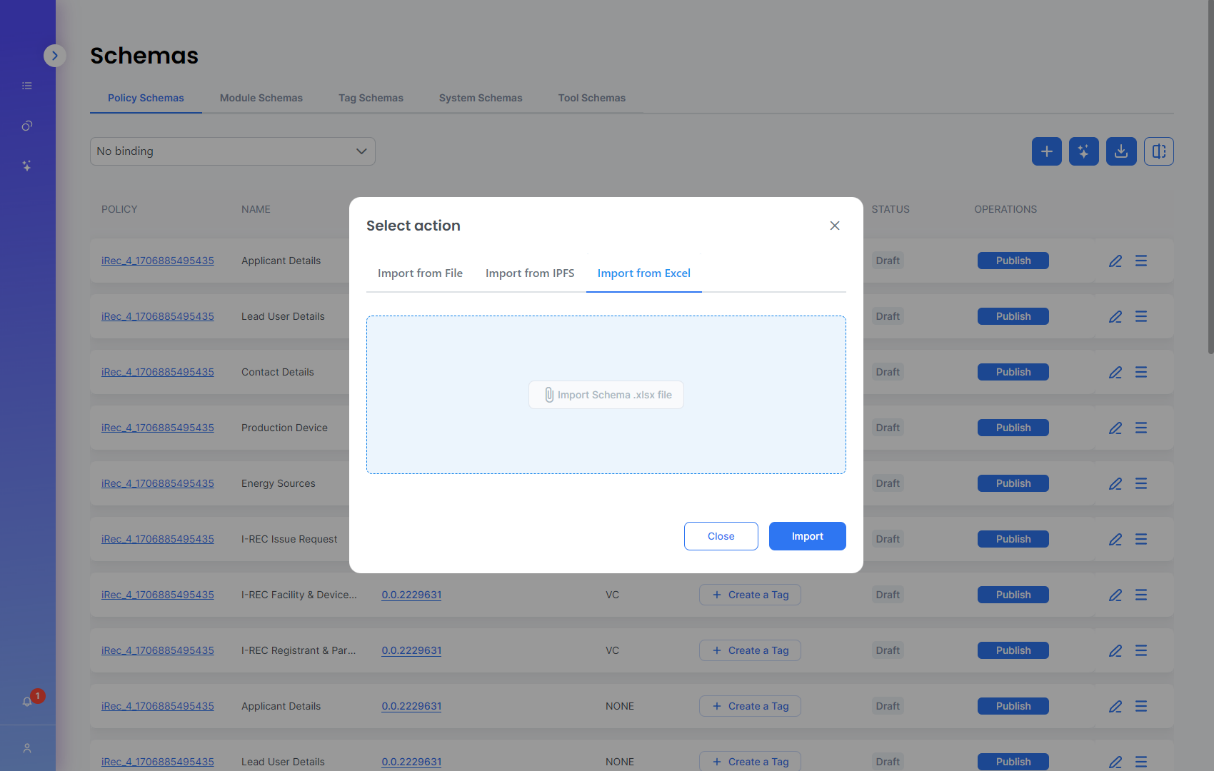 Schemas
Policy Schemas Module Schemas Tag Schemas System Schemas Tool Schemas
No binding
POLICY NAME STATUS OPERATIONS
Select action
Import from File Import from IPFS Import from Excel
iRec_4_1706885495435 Applicant Details Draft Publish
iRec_4_1706885495435 Lead User Details Draft Publish
iRec_4_1706885495435 Contact Details Draft Publish
Import Schema .xlsx file
iRec_4_1706885495435 Production Device Draft Publish
iRec_4_1706885495435 Energy Sources Draft Publish
iRec_4_1706885495435 I-REC Issue Request Draft Publish
Close Import
iRec_4_1706885495435 I-REC Facility & Device... 0.0.2229631 VC + Create a Tag Draft Publish
iRec_4_1706885495435 I-REC Registrant & Par... 0.0.2229631 VC + Create a Tag Draft Publish
1
iRec_4_1706885495435 Applicant Details 0.0.2229631 NONE + Create a Tag Draft Publish
iRec_4_1706885495435 Lead User Details 0.0.2229631 NONE + Create a Tag Draft Publish